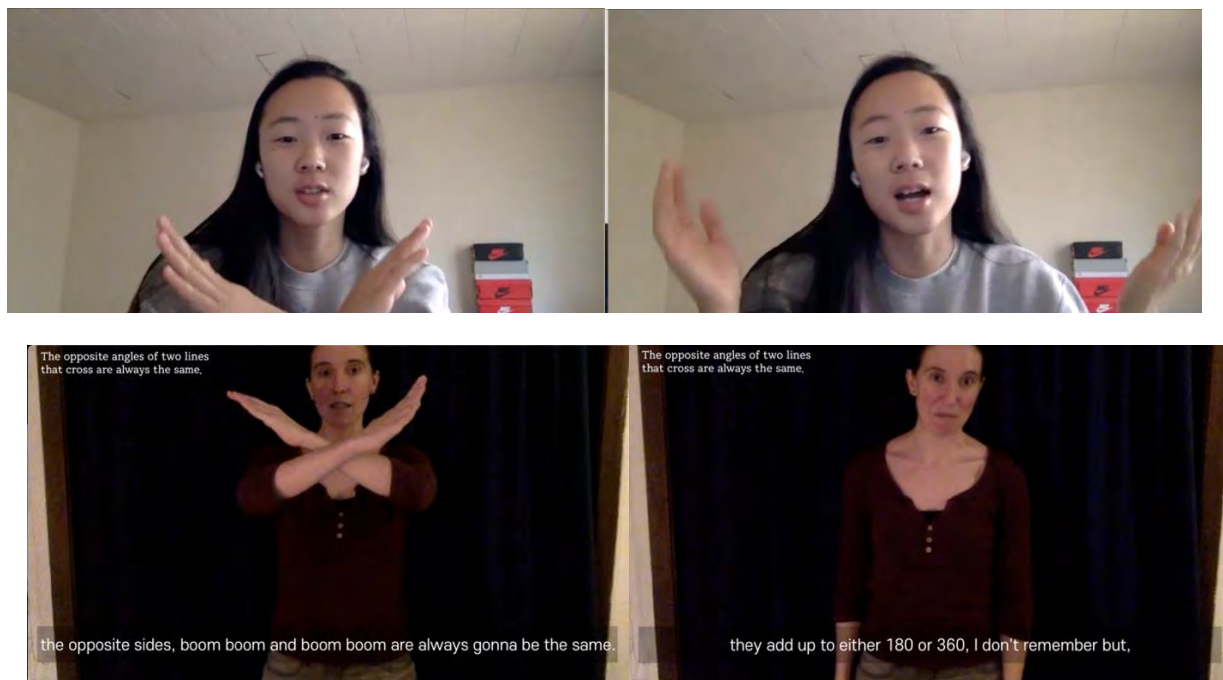 The opposite angles of two lines
that cross are always the same,
The opposite angles of two lines
that cross are always the same,
the opposite sides, boom boom and boom boom are always gonna be the same.
they add up to either 180 or 360, I don't remember but,